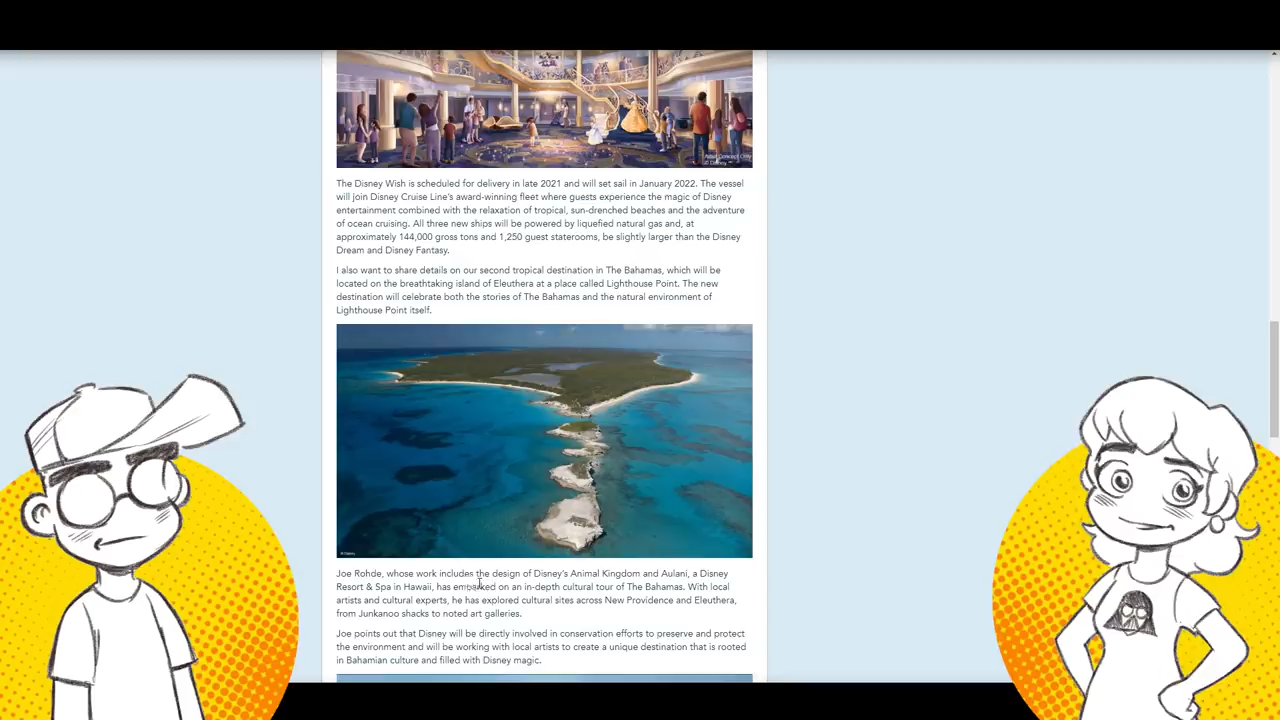 Artist Concept Only
© Disney
The Disney Wish is scheduled for delivery in late 2021 and will set sail in January 2022. The vessel
will join Disney Cruise Line's award-winning fleet where guests experience the magic of Disney
entertainment combined with the relaxation of tropical, sun-drenched beaches and the adventure
of ocean cruising. All three new ships will be powered by liquefied natural gas and, at
approximately 144,000 gross tons and 1,250 guest staterooms, be slightly larger than the Disney
Dream and Disney Fantasy.
I also want to share details on our second tropical destination in The Bahamas, which will be
located on the breathtaking island of Eleuthera at a place called Lighthouse Point. The new
destination will celebrate both the stories of The Bahamas and the natural environment of
Lighthouse Point itself.
© Disney
Joe Rohde, whose work includes the design of Disney's Animal Kingdom and Aulani, a Disney
Resort & Spa in Hawaii, has embarked on an in-depth cultural tour of The Bahamas. With local
artists and cultural experts, he has explored cultural sites across New Providence and Eleuthera,
from Junkanoo shacks to noted art galleries.
Joe points out that Disney will be directly involved in conservation efforts to preserve and protect
the environment and will be working with local artists to create a unique destination that is rooted
in Bahamian culture and filled with Disney magic.